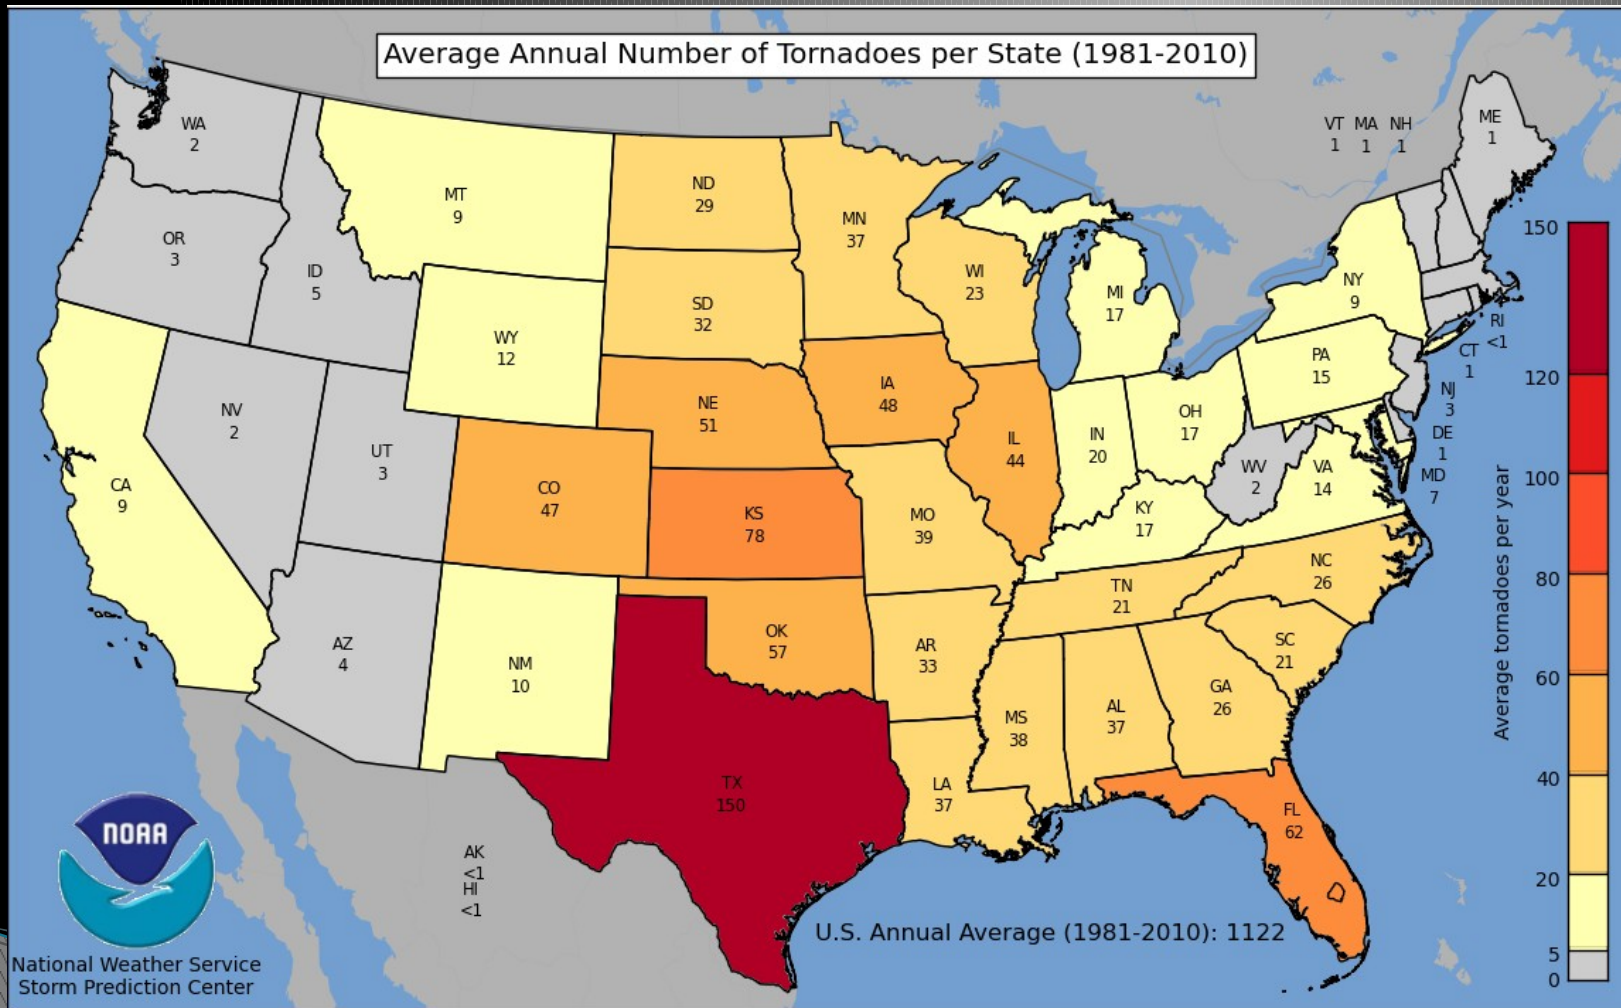 Average Annual Number of Tornadoes per State (1981-2010)
WA
2
OR
3
ID
5
MT
9
WY
12
NV
2
UT
3
CA
9
AZ
4
NM
10
CO
47
ND
29
SD
32
NE
51
KS
78
OK
57
TX
150
MN
37
IA
48
MO
39
AR
33
LA
37
WI
23
IL
44
MI
17
IN
20
OH
17
KY
17
TN
21
MS
38
AL
37
GA
26
FL
62
SC
21
NC
26
VA
14
WV
2
PA
15
NY
9
VT MA NH
1 1 1
ME
1
RI
<1
CT
1
NJ
3
DE
1
MD
7
AK
<1
HI
<1
150
120
100
80
60
40
20
5
0
Average tornadoes per year
U.S. Annual Average (1981-2010): 1122
NOAA
National Weather Service
Storm Prediction Center